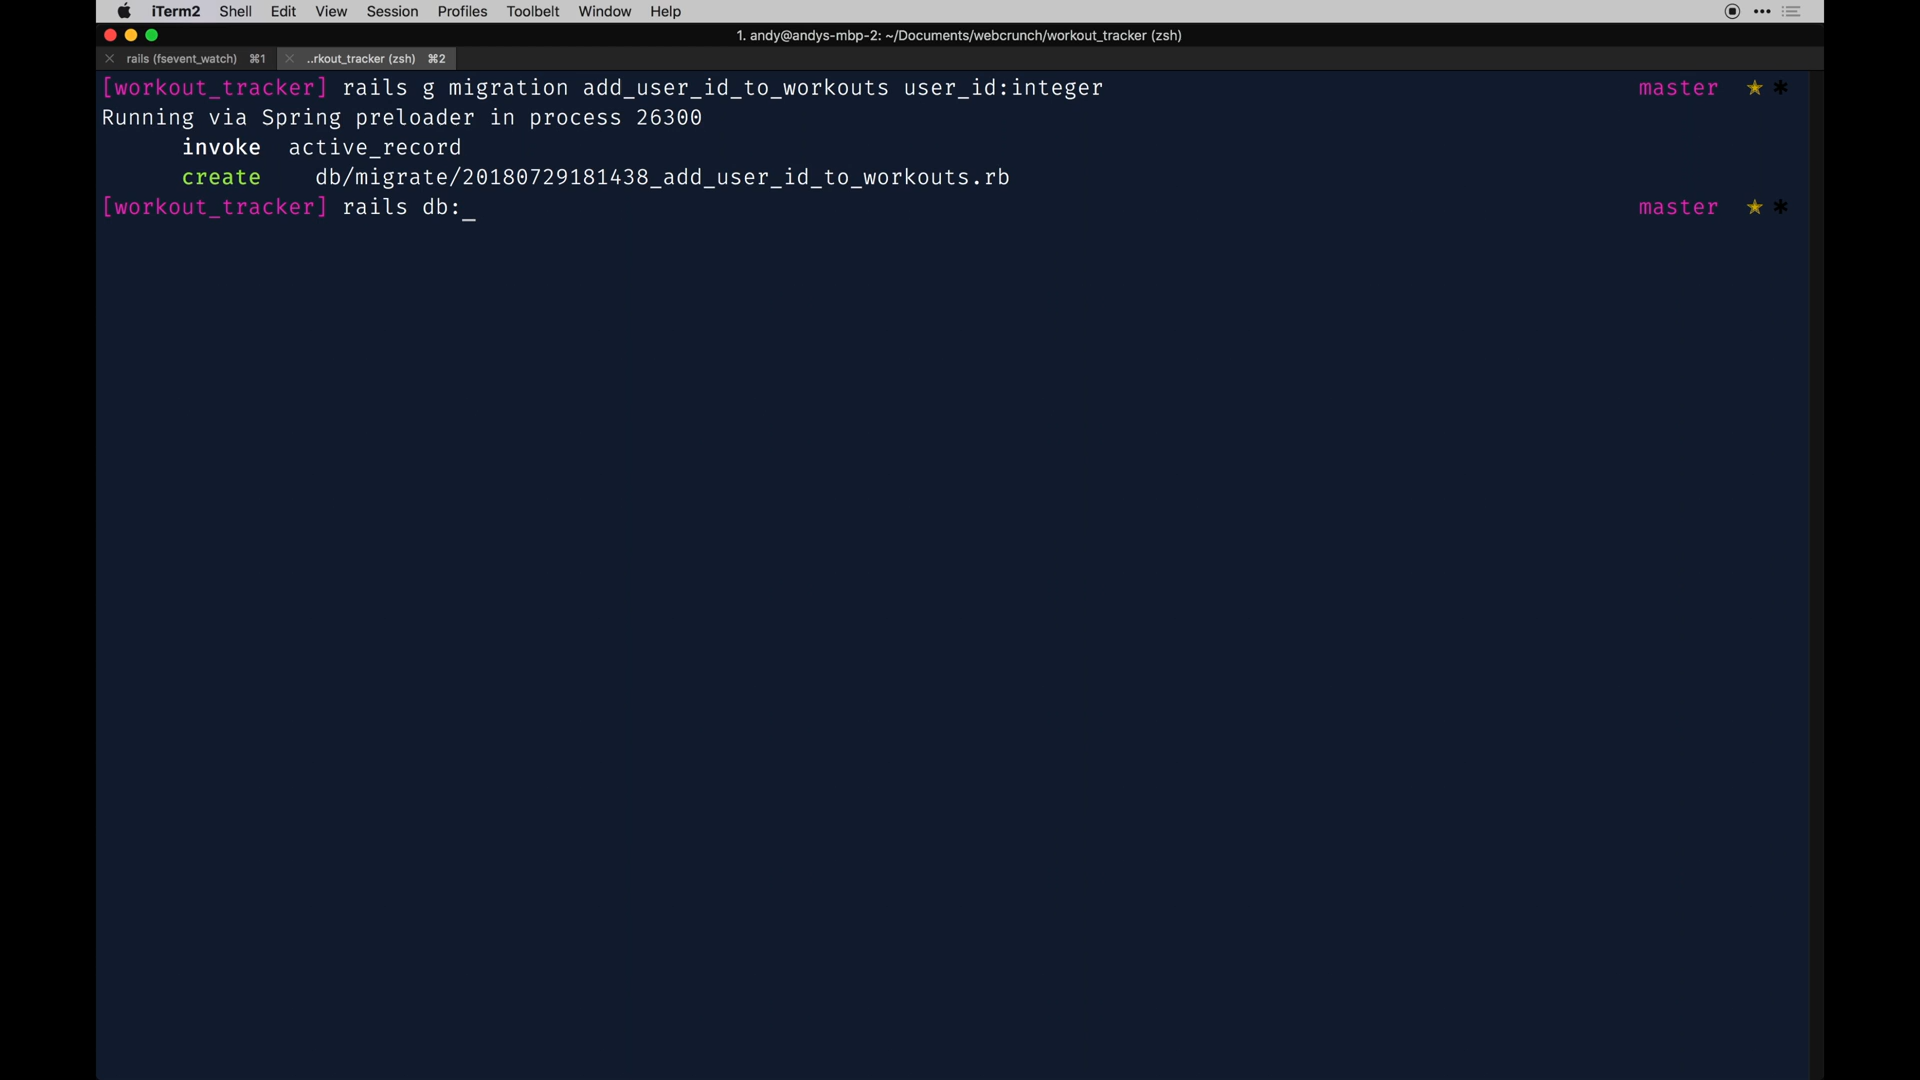 iTerm2 Shell Edit View Session Profiles Toolbelt Window Help
1. andy@andys-mbp-2: ~/Documents/webcrunch/workout_tracker (zsh)
rails (fsevent_watch) ⌘1 ..rkout_tracker (zsh) ⌘2
[workout_tracker] rails g migration add_user_id_to_workouts user_id:integer master ★ *
Running via Spring preloader in process 26300
invoke active_record
create db/migrate/20180729181438_add_user_id_to_workouts.rb
[workout_tracker] rails db:_ master ★ *